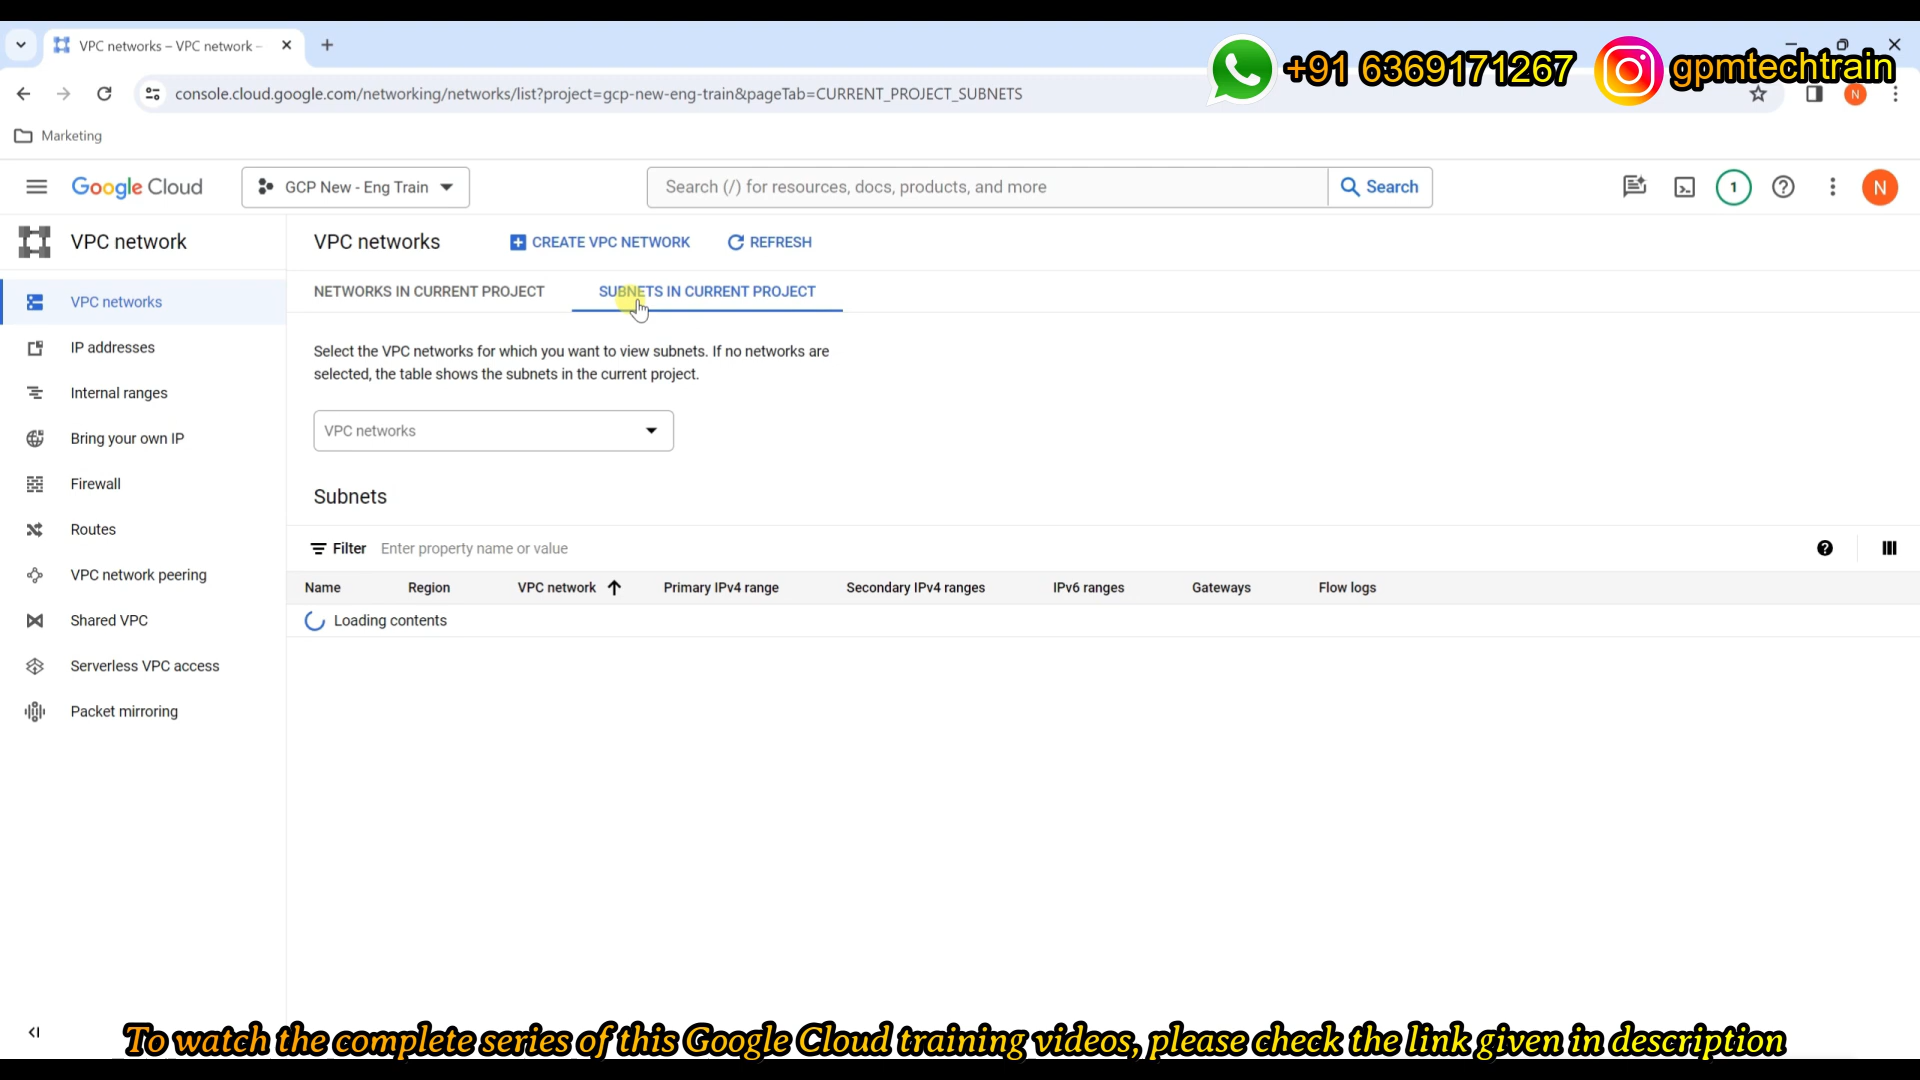 VPC networks – VPC network –
+91 6369171267
gpmtechtrain
console.cloud.google.com/networking/networks/list?project=gcp-new-eng-train&pageTab=CURRENT_PROJECT_SUBNETS
N
Marketing
Google Cloud
GCP New - Eng Train
Search (/) for resources, docs, products, and more
Search
1
N
VPC network
VPC networks
CREATE VPC NETWORK
REFRESH
NETWORKS IN CURRENT PROJECT
SUBNETS IN CURRENT PROJECT
VPC networks
IP addresses
Internal ranges
Bring your own IP
Firewall
Routes
VPC network peering
Shared VPC
Serverless VPC access
Packet mirroring
Select the VPC networks for which you want to view subnets. If no networks are
selected, the table shows the subnets in the current project.
VPC networks
Subnets
Filter Enter property name or value
Name Region VPC network Primary IPv4 range Secondary IPv4 ranges IPv6 ranges Gateways Flow logs
Loading contents
To watch the complete series of this Google Cloud training videos, please check the link given in description